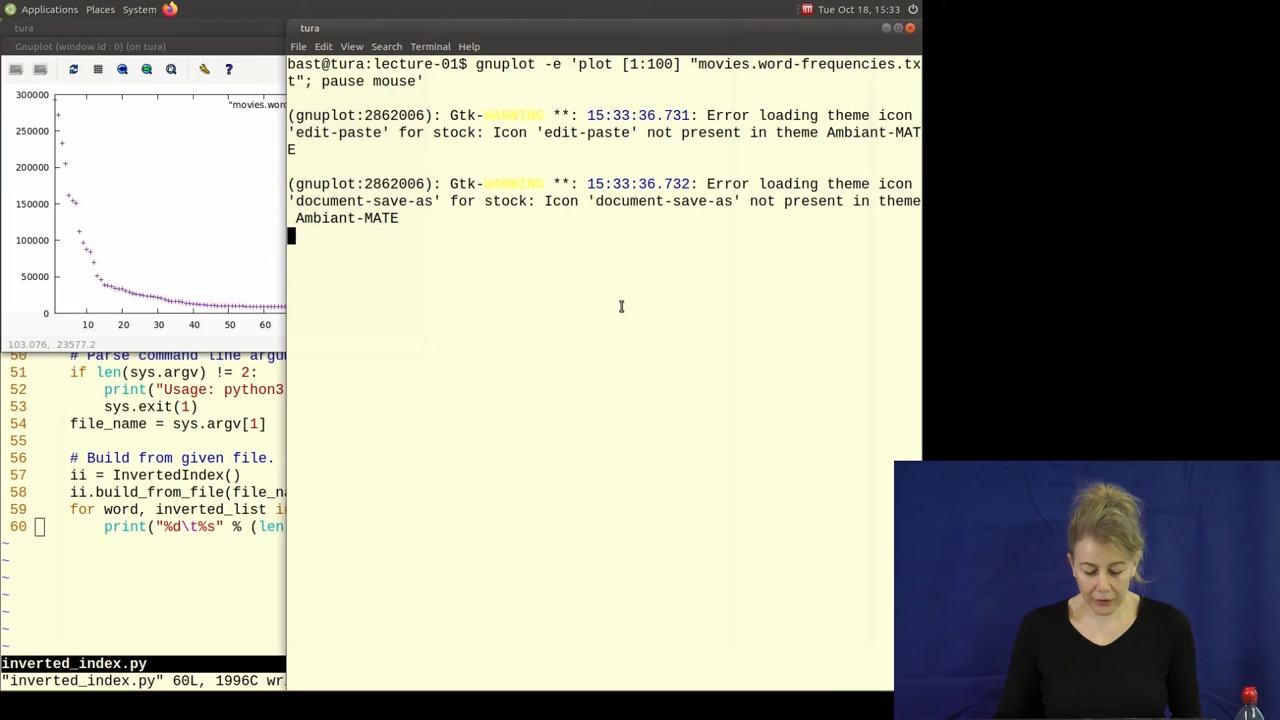 Applications Places System
Tue Oct 18, 15:33
tura
Gnuplot (window id : 0) (on tura)
300000
250000
200000
150000
100000
50000
0
"movies.wor
10 20 30 40 50 60
103.076, 23577.2
50 # Parse command line argu
51 if len(sys.argv) != 2:
52 print("Usage: python3
53 sys.exit(1)
54 file_name = sys.argv[1]
55
56 # Build from given file.
57 ii = InvertedIndex()
58 ii.build_from_file(file_na
59 for word, inverted_list i
60 print("%d\t%s" % (len
~
~
~
~
~
~
~
inverted_index.py
"inverted_index.py" 60L, 1996C wr
tura
File Edit View Search Terminal Help
bast@tura:lecture-01$ gnuplot -e 'plot [1:100] "movies.word-frequencies.tx
t"; pause mouse'
(gnuplot:2862006): Gtk-WARNING **: 15:33:36.731: Error loading theme icon
'edit-paste' for stock: Icon 'edit-paste' not present in theme Ambiant-MAT
E
(gnuplot:2862006): Gtk-WARNING **: 15:33:36.732: Error loading theme icon
'document-save-as' for stock: Icon 'document-save-as' not present in theme
Ambiant-MATE